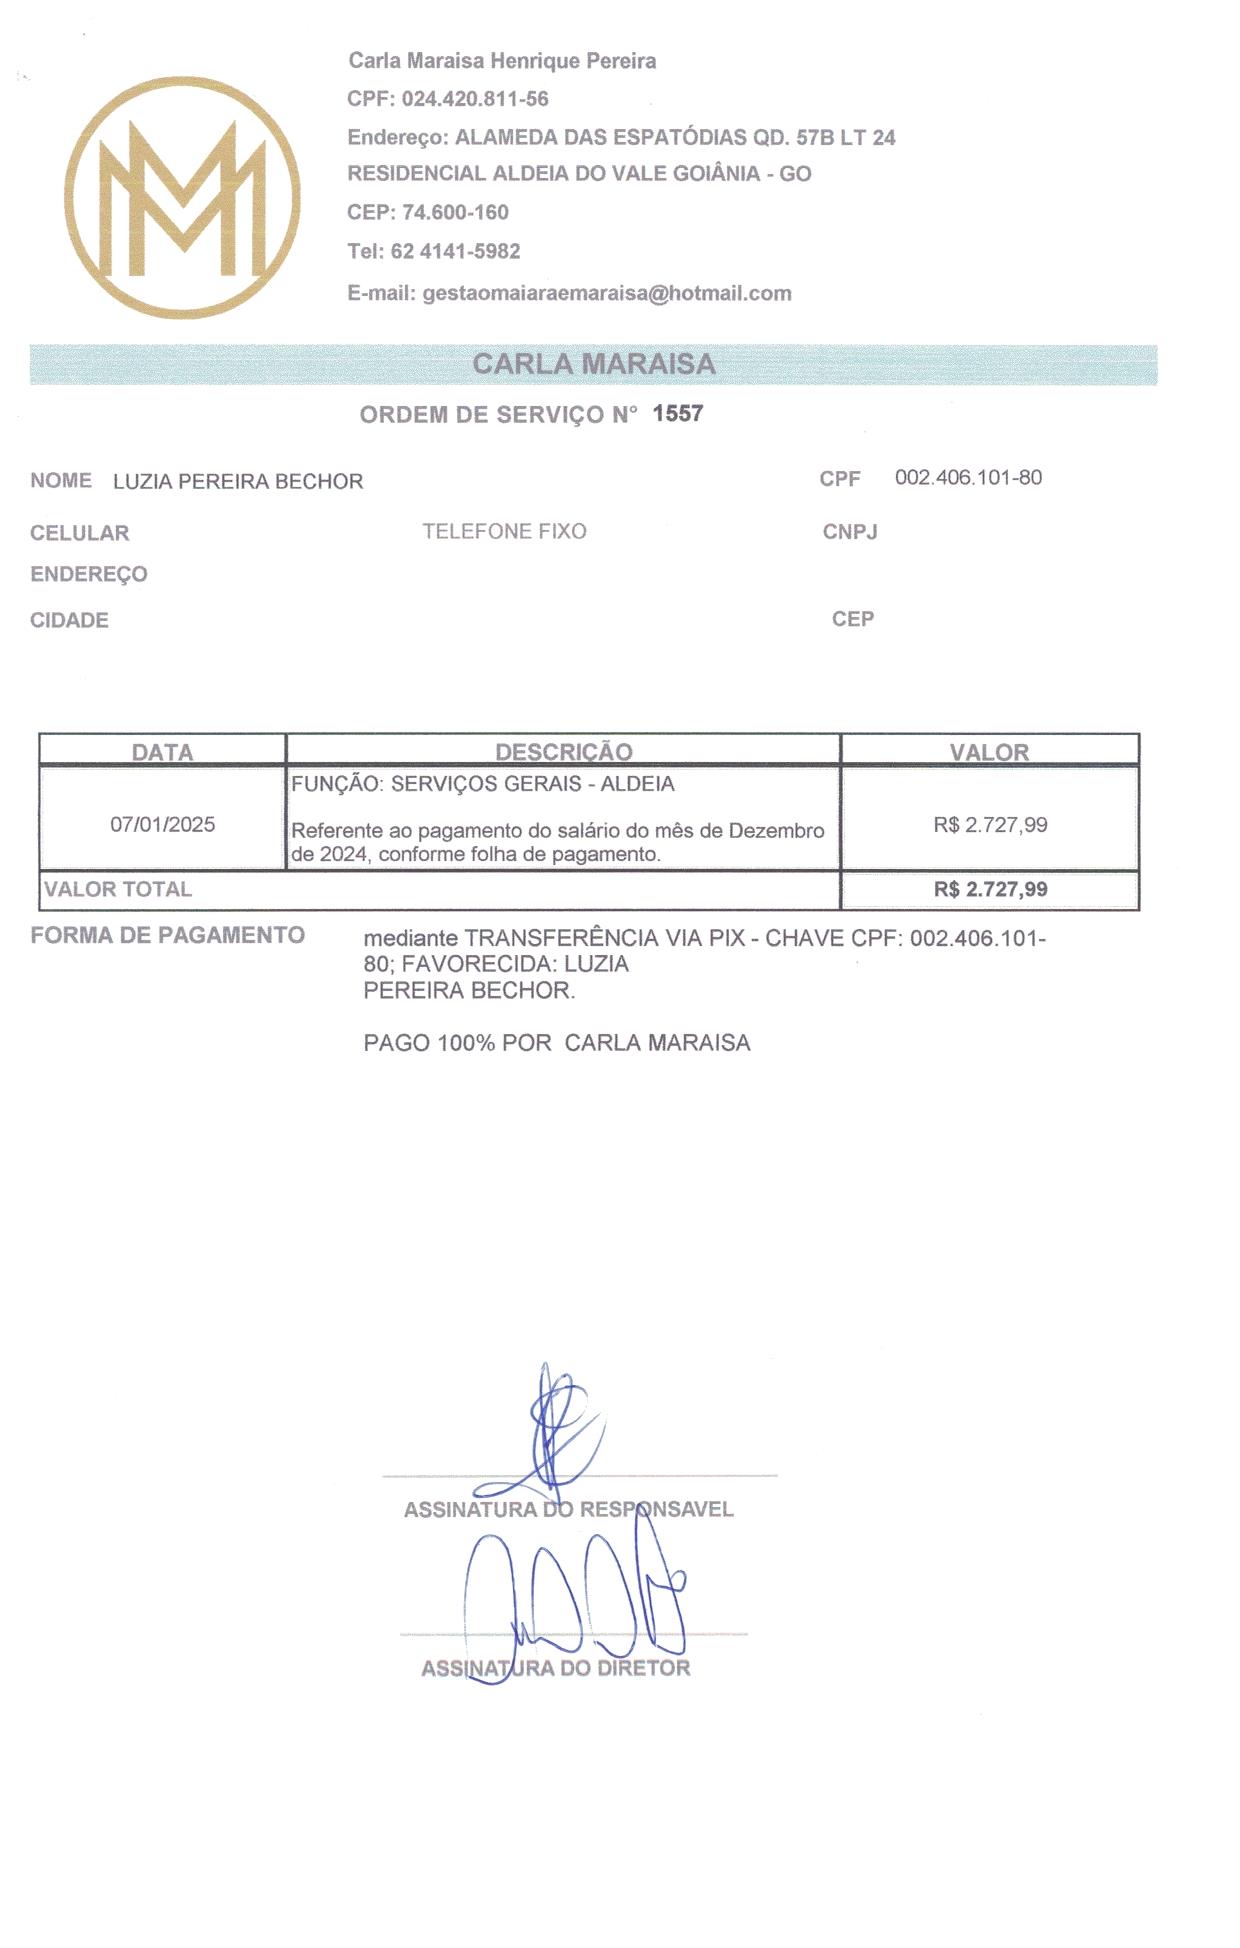 Carla Maraisa Henrique Pereira
CPF: 024.420.811-56
Endereço: ALAMEDA DAS ESPATÓDIAS QD. 57B LT 24
RESIDENCIAL ALDEIA DO VALE GOIÂNIA - GO
CEP: 74.600-160
Tel: 62 4141-5982
E-mail: gestaomaiaraemaraisa@hotmail.com
CARLA MARAISA
ORDEM DE SERVIÇO N° 1557
NOME LUZIA PEREIRA BECHOR CPF 002.406.101-80
CELULAR TELEFONE FIXO CNPJ
ENDEREÇO
CIDADE CEP
DATA DESCRIÇÃO VALOR
FUNÇÃO: SERVIÇOS GERAIS - ALDEIA
07/01/2025 Referente ao pagamento do salário do mês de Dezembro R$ 2.727,99
de 2024, conforme folha de pagamento.
VALOR TOTAL R$ 2.727,99
FORMA DE PAGAMENTO mediante TRANSFERÊNCIA VIA PIX - CHAVE CPF: 002.406.101-
80; FAVORECIDA: LUZIA
PEREIRA BECHOR.
PAGO 100% POR CARLA MARAISA
ASSINATURA DO RESPONSAVEL
ASSINATURA DO DIRETOR